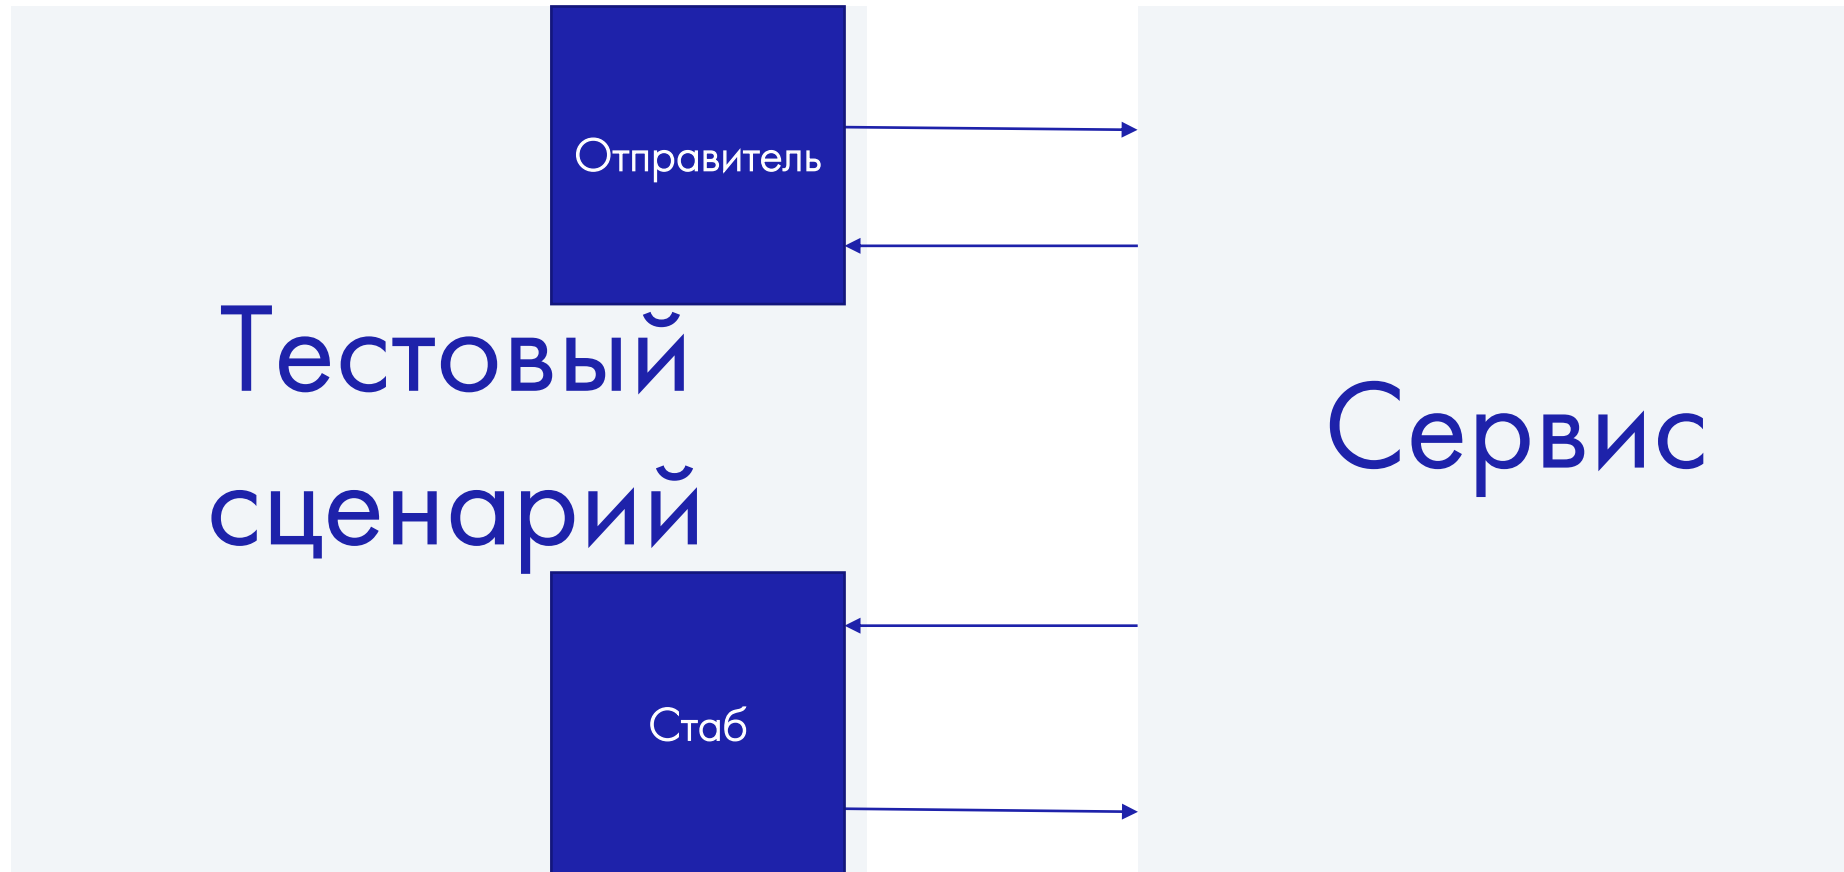 Отправитель
Тестовый
сценарий
Сервис
Стаб